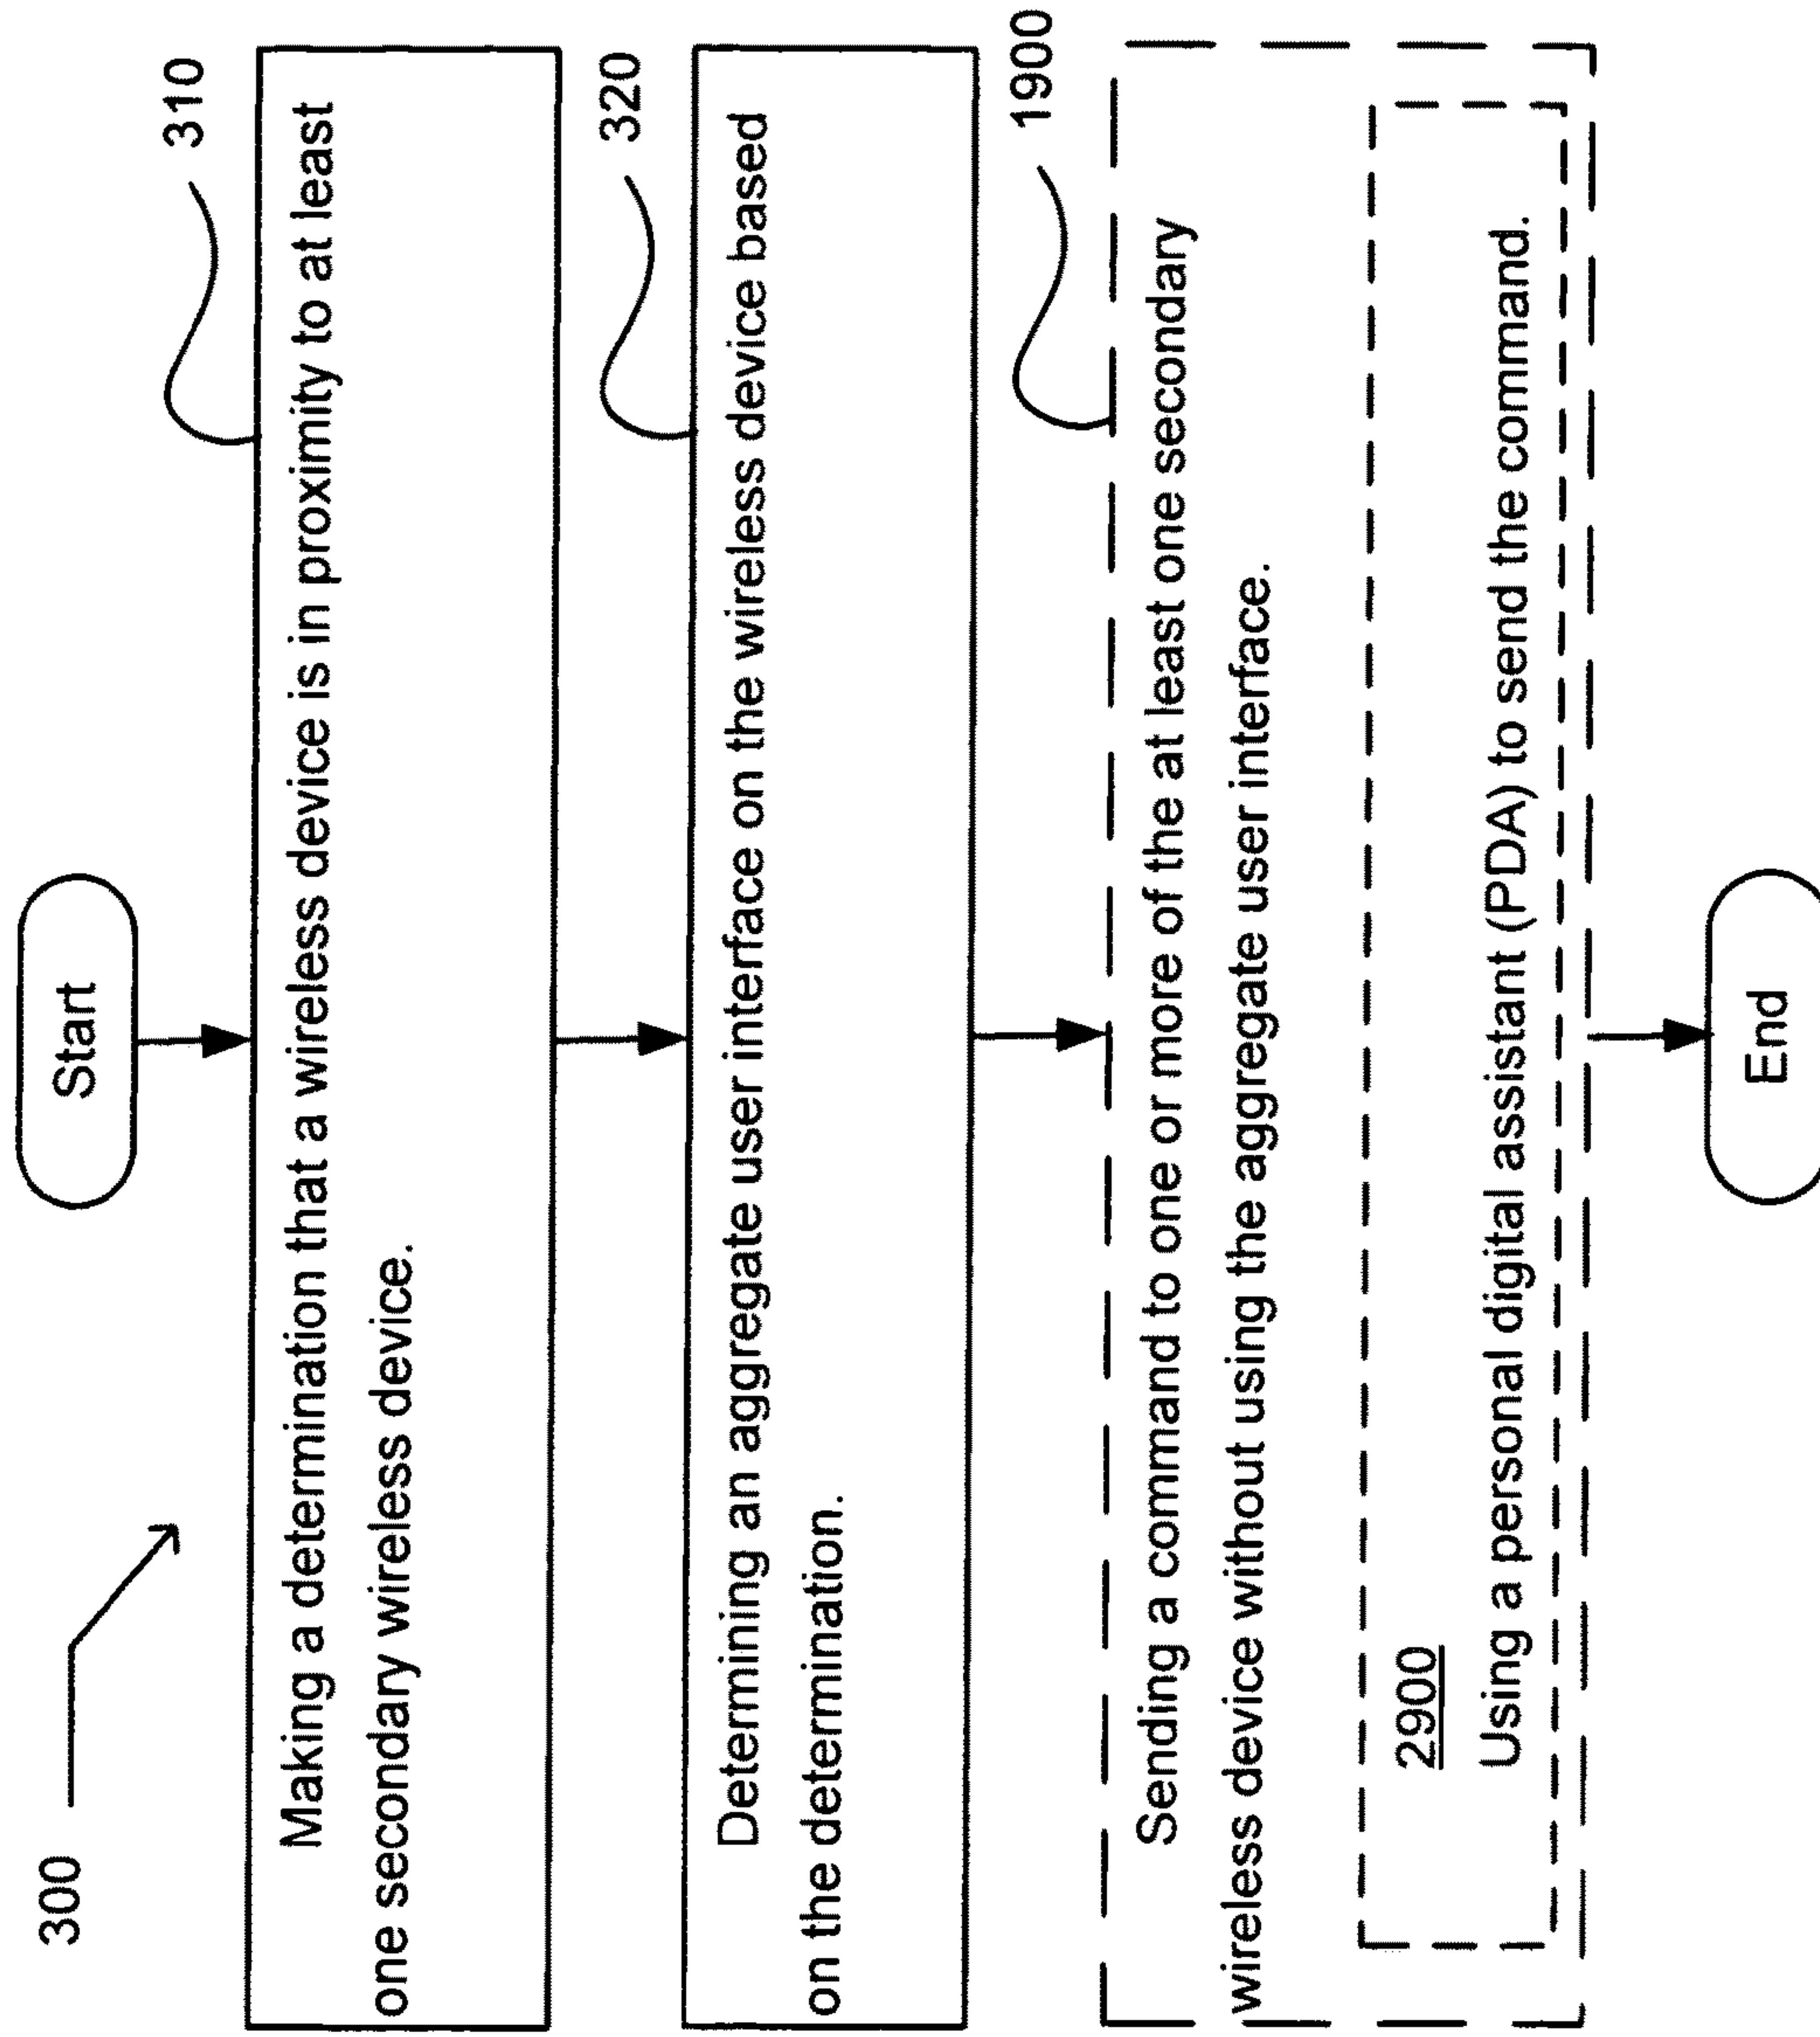 300
Start
310
Making a determination that a wireless device is in proximity to at least
one secondary wireless device.
320
Determining an aggregate user interface on the wireless device based
on the determination.
1900
Sending a command to one or more of the at least one secondary
wireless device without using the aggregate user interface.
2900
Using a personal digital assistant (PDA) to send the command.
End